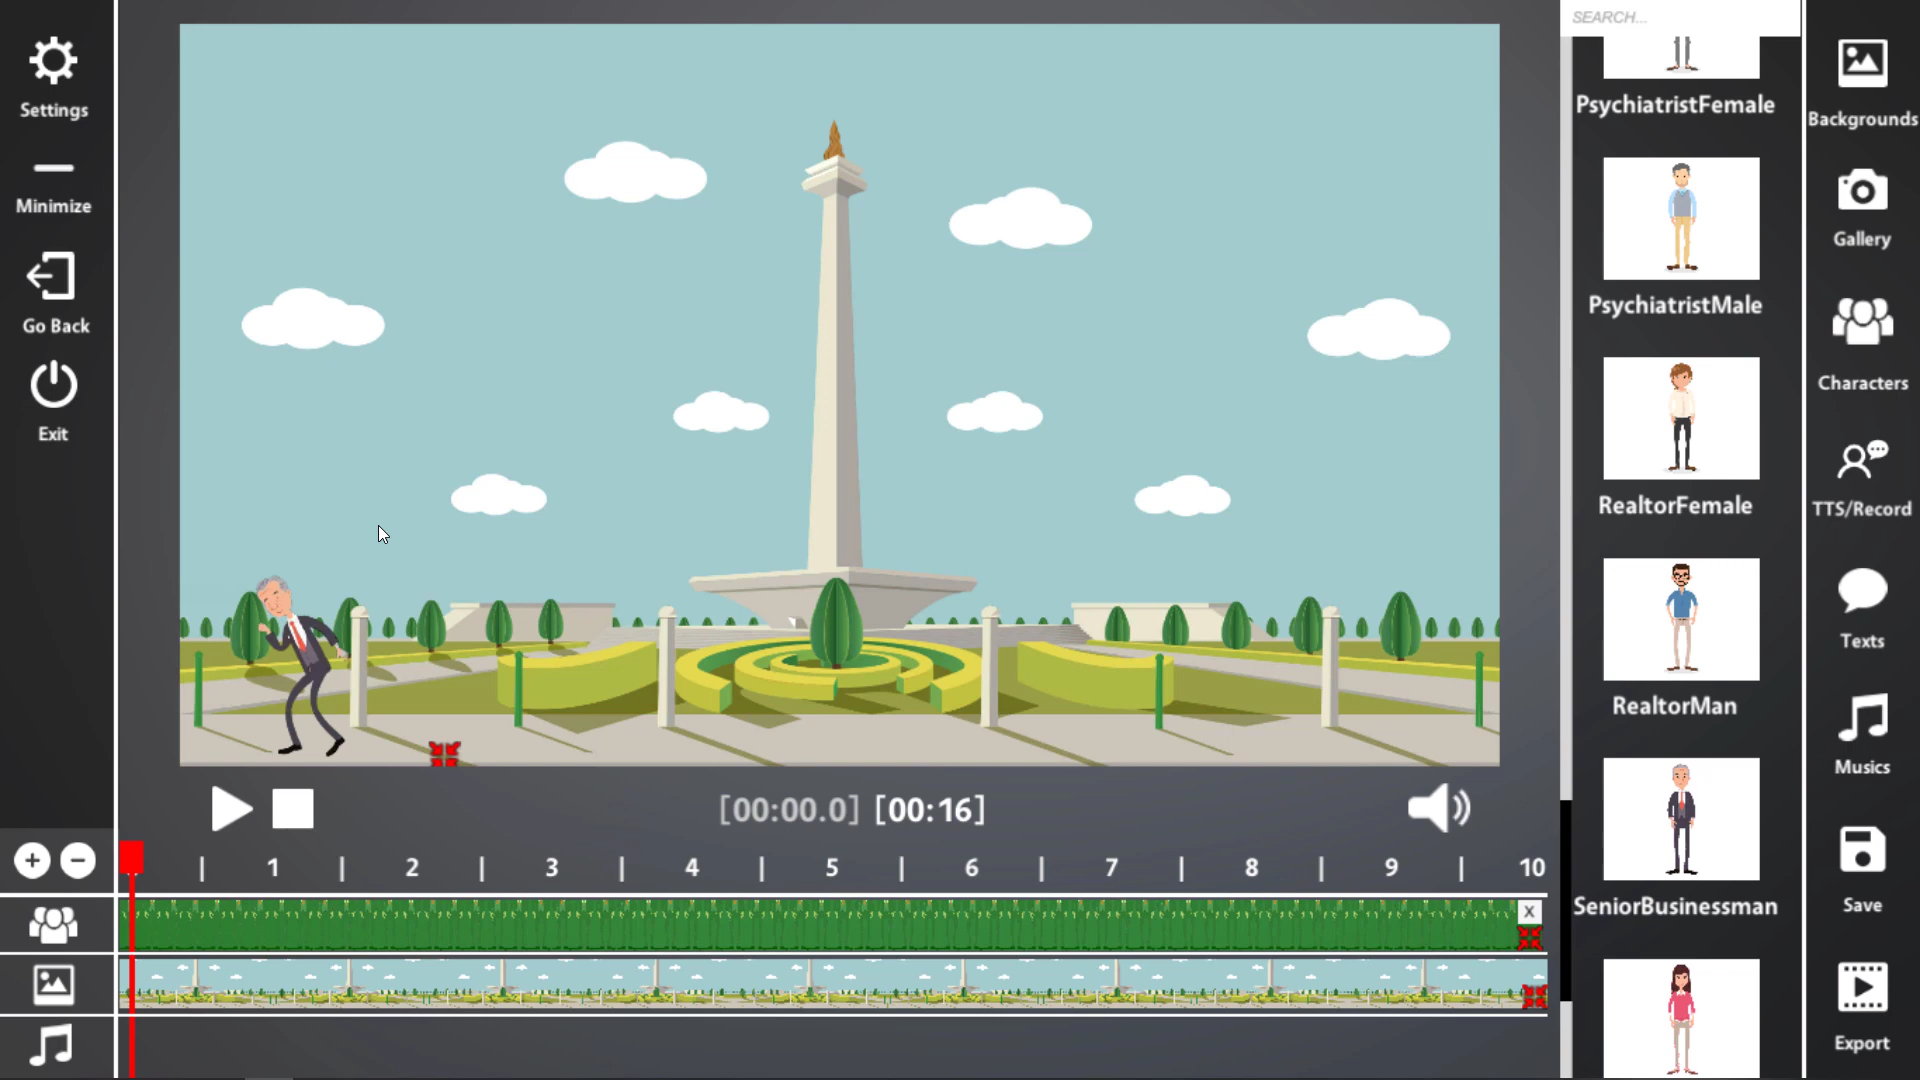 Settings
Minimize
Go Back
Exit
SEARCH...
PsychiatristFemale
PsychiatristMale
RealtorFemale
RealtorMan
SeniorBusinessman
Backgrounds
Gallery
Characters
TTS/Record
Texts
Musics
Save
Export
[00:00.0] [00:16]
1 2 3 4 5 6 7 8 9 10
X